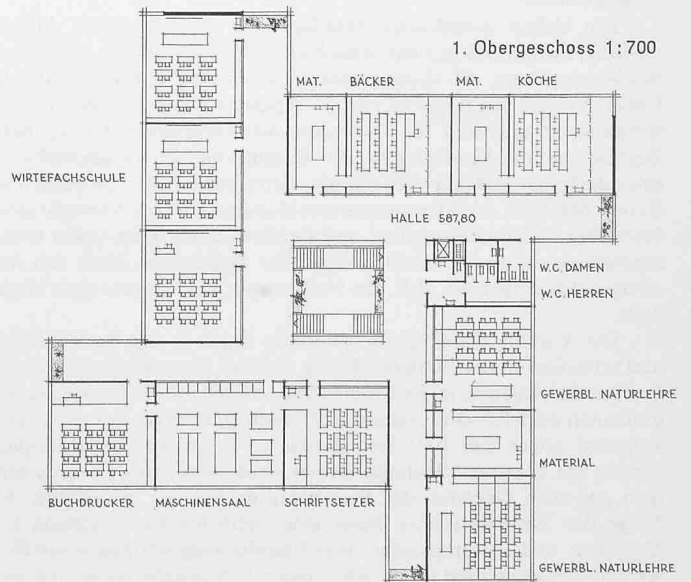 1. Obergeschoss 1:700
MAT. BÄCKER MAT. KÖCHE
WIRTEFACHSCHULE
HALLE 587,80
W.C. DAMEN
W.C. HERREN
GEWERBL. NATURLEHRE
MATERIAL
BUCHDRUCKER MASCHINENSAAL SCHRIFTSETZER
GEWERBL. NATURLEHRE